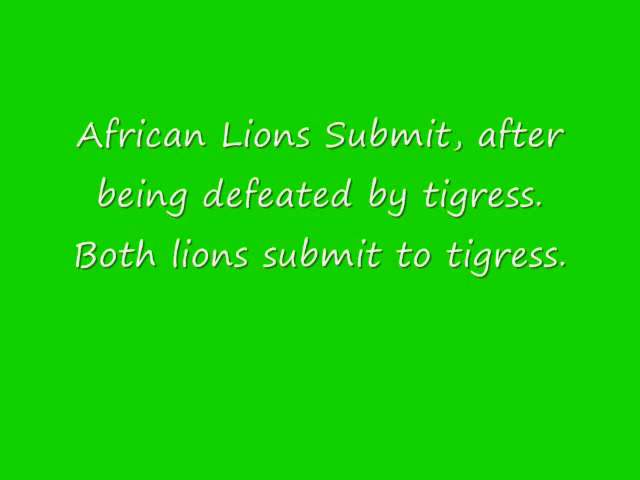 African Lions Submit, after
being defeated by tigress.
Both lions submit to tigress.